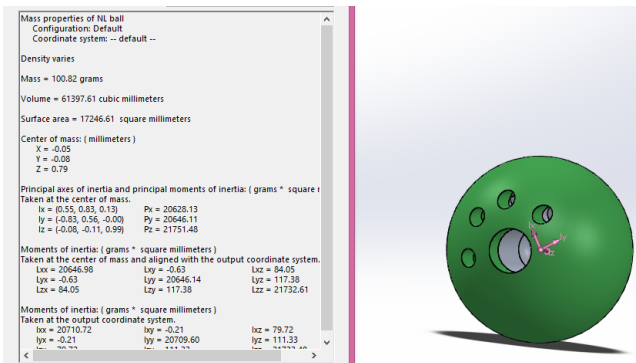 Mass properties of NL ball
Configuration: Default
Coordinate system: -- default --
Density varies
Mass = 100.82 grams
Volume = 61397.61 cubic millimeters
Surface area = 17246.61 square millimeters
Center of mass: ( millimeters )
X = -0.05
Y = -0.08
Z = 0.79
Principal axes of inertia and principal moments of inertia: ( grams * square
Taken at the center of mass.
Ix = (0.55, 0.83, 0.13) Px = 20628.13
Iy = (-0.83, 0.56, -0.00) Py = 20646.11
Iz = (-0.08, -0.11, 0.99) Pz = 21751.48
Moments of inertia: ( grams * square millimeters )
Taken at the center of mass and aligned with the output coordinate system.
Lxx = 20646.98 Lxy = -0.63 Lxz = 84.05
Lyx = -0.63 Lyy = 20646.14 Lyz = 117.38
Lzx = 84.05 Lzy = 117.38 Lzz = 21732.61
Moments of inertia: ( grams * square millimeters )
Taken at the output coordinate system.
Ixx = 20710.72 Ixy = -0.21 Ixz = 79.72
Iyx = -0.21 Iyy = 20709.60 Iyz = 111.33
Ix
Iy
Iz